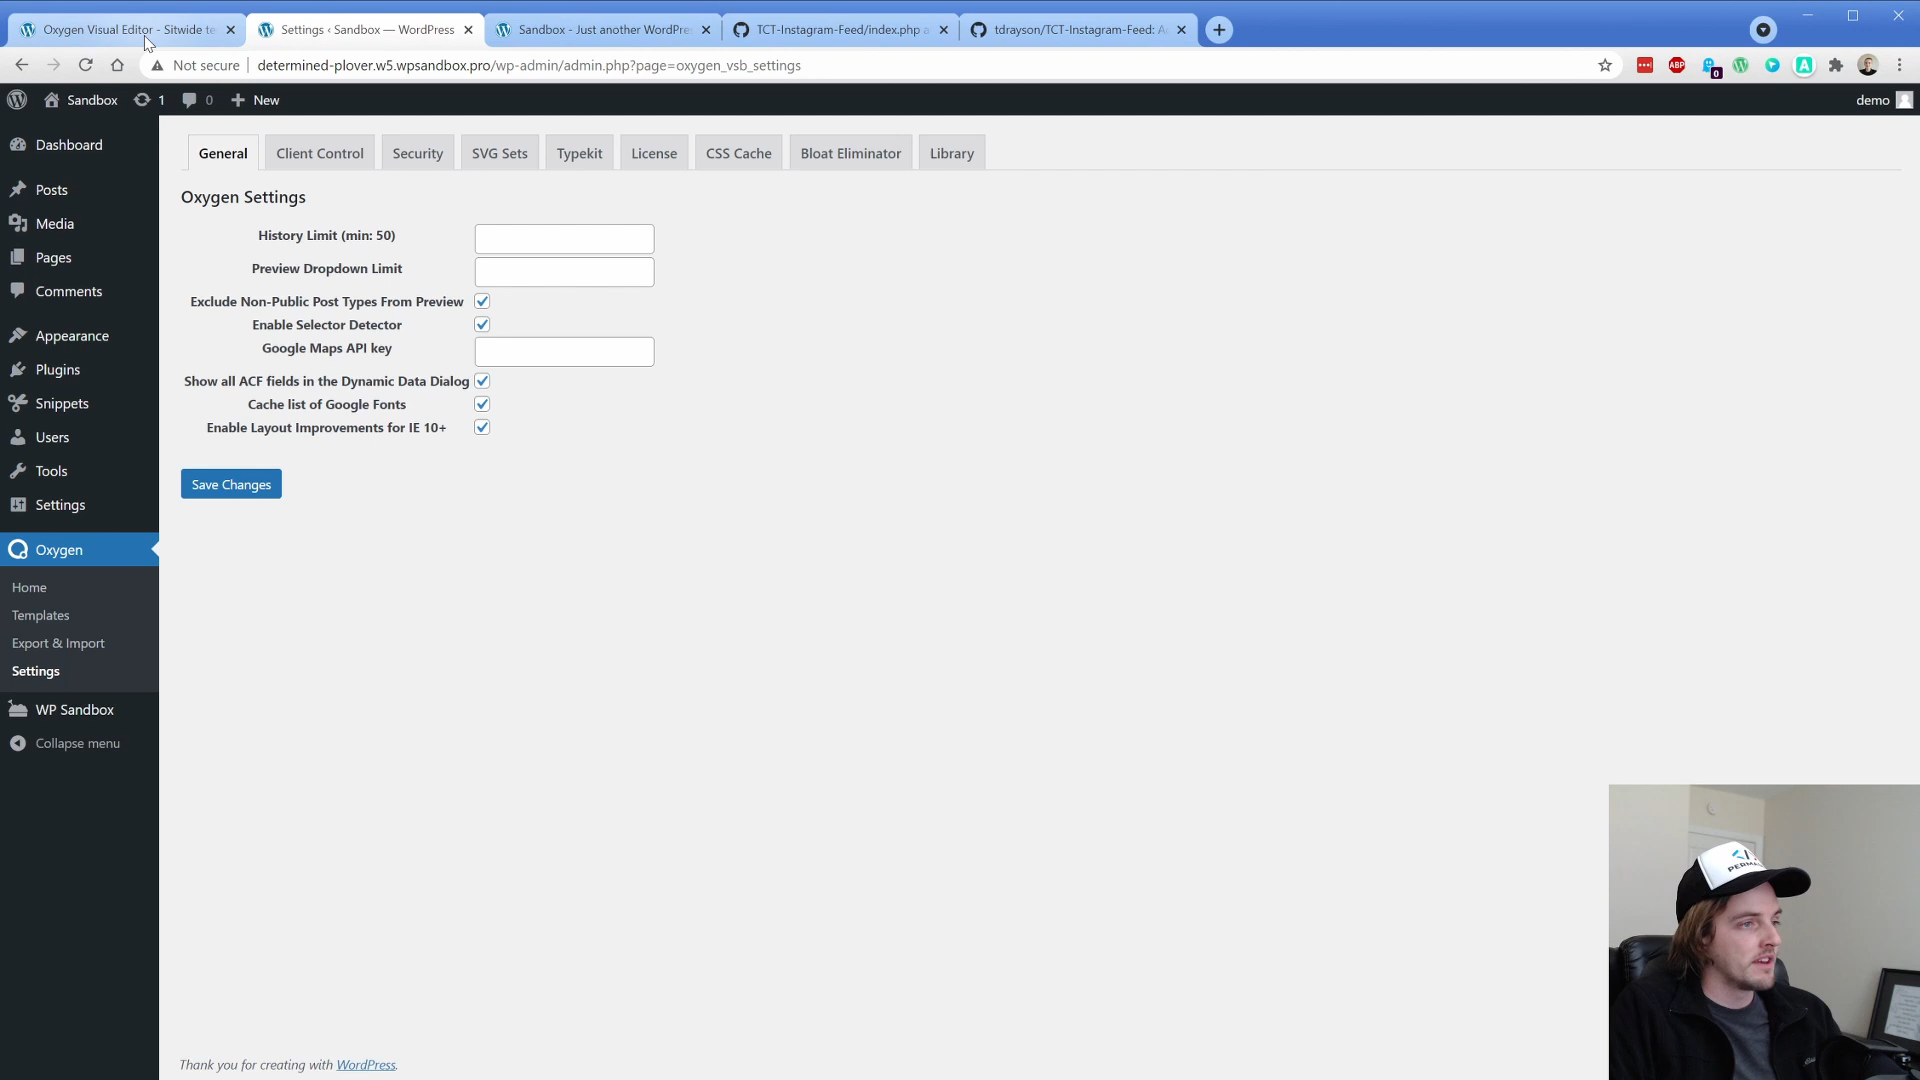 Oxygen Visual Editor - Sitwide te
Settings ‹ Sandbox — WordPress
Sandbox - Just another WordPres
TCT-Instagram-Feed/index.php a
tdrayson/TCT-Instagram-Feed: A
Not secure
determined-plover.w5.wpsandbox.pro/wp-admin/admin.php?page=oxygen_vsb_settings
ABP
0
A
Sandbox
1
0
New
demo
Dashboard
Posts
Media
Pages
Comments
Appearance
Plugins
Snippets
Users
Tools
Settings
Oxygen
Home
Templates
Export & Import
Settings
WP Sandbox
Collapse menu
General
Client Control
Security
SVG Sets
Typekit
License
CSS Cache
Bloat Eliminator
Library
Oxygen Settings
History Limit (min: 50)
Preview Dropdown Limit
Exclude Non-Public Post Types From Preview
Enable Selector Detector
Google Maps API key
Show all ACF fields in the Dynamic Data Dialog
Cache list of Google Fonts
Enable Layout Improvements for IE 10+
Save Changes
Thank you for creating with WordPress.